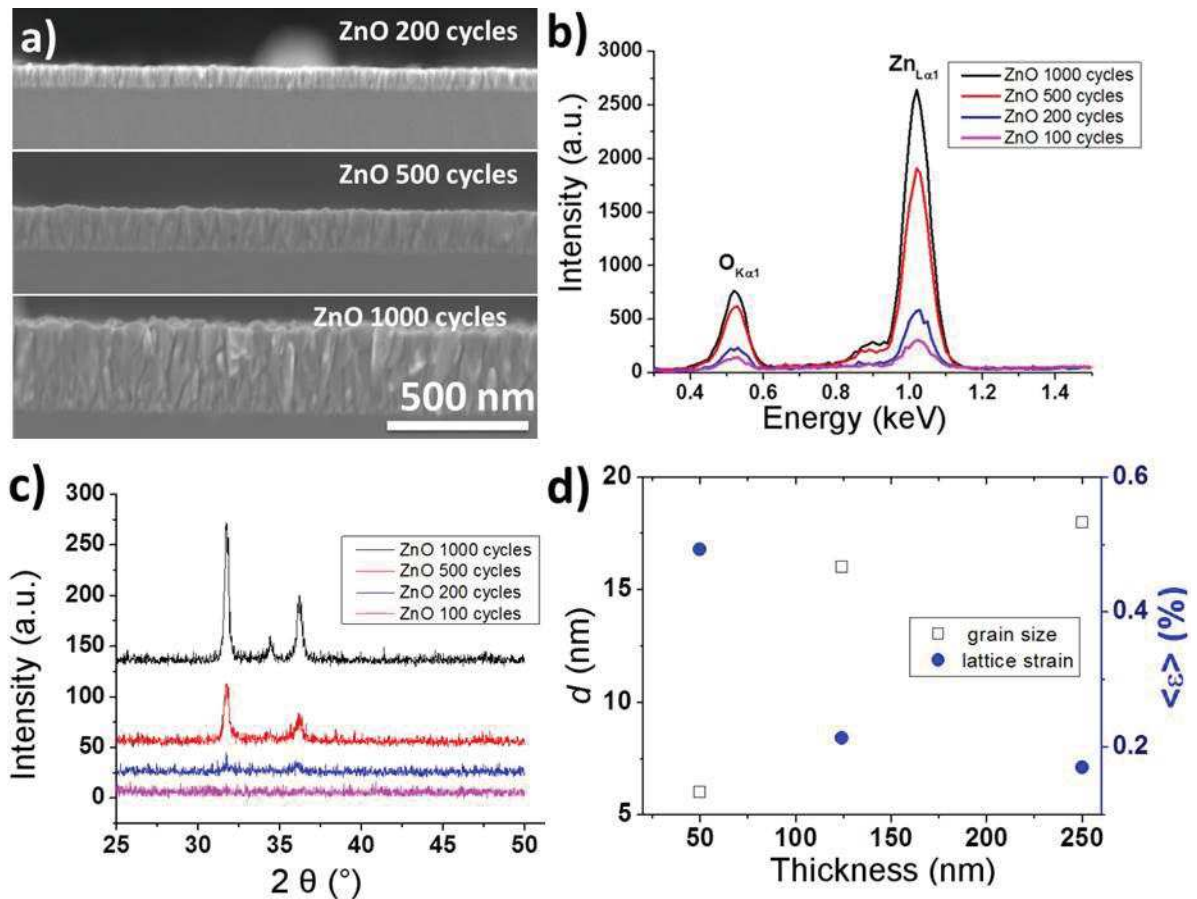 a)
ZnO 200 cycles
ZnO 500 cycles
ZnO 1000 cycles
500 nm
b)
Zn Lα1
O Kα1
ZnO 1000 cycles
ZnO 500 cycles
ZnO 200 cycles
ZnO 100 cycles
Intensity (a.u.)
3000
2500
2000
1500
1000
500
0
0.4 0.6 0.8 1.0 1.2 1.4
Energy (keV)
c)
ZnO 1000 cycles
ZnO 500 cycles
ZnO 200 cycles
ZnO 100 cycles
Intensity (a.u.)
300
250
200
150
100
50
0
25 30 35 40 45 50
2 θ (°)
d)
grain size
lattice strain
d (nm)
20
15
10
5
0.6
0.4
0.2
<ε> (%)
50 100 150 200 250
Thickness (nm)